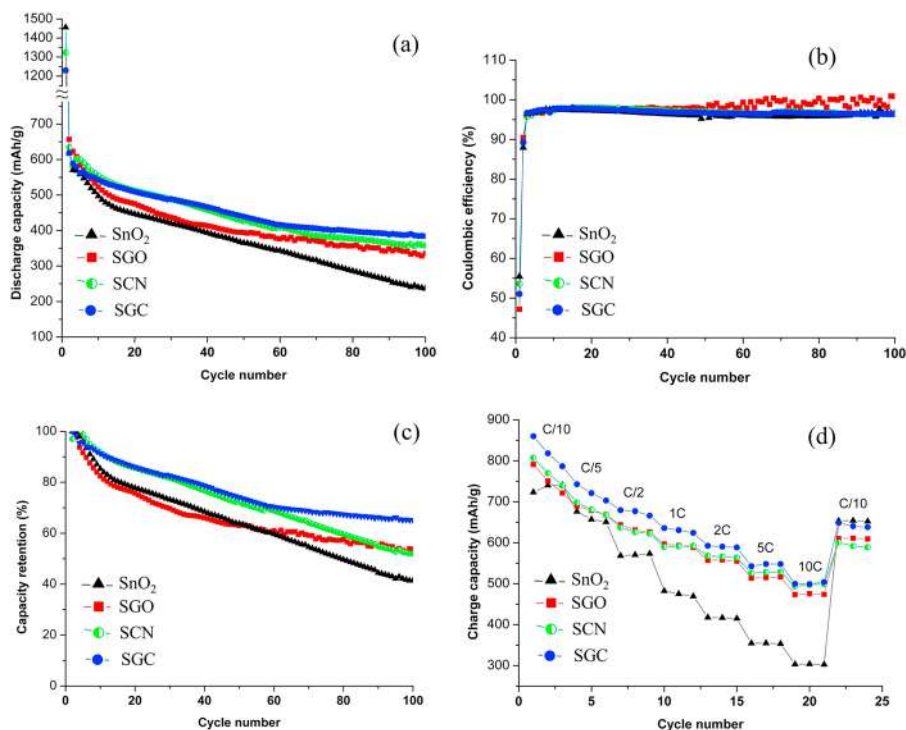 (a)
1500
1400
1300
1200
700
600
500
400
300
200
100
Discharge capacity (mAh/g)
SnO₂
SGO
SCN
SGC
0 20 40 60 80 100
Cycle number
(b)
110
100
90
80
70
60
50
40
Coulombic efficiency (%)
SnO₂
SGO
SCN
SGC
0 20 40 60 80 100
Cycle number
(c)
100
80
60
40
20
0
Capacity retention (%)
SnO₂
SGO
SCN
SGC
0 20 40 60 80 100
Cycle number
(d)
900
800
700
600
500
400
300
Charge capacity (mAh/g)
C/10
C/5
C/2
1C
2C
5C
10C
C/10
SnO₂
SGO
SCN
SGC
0 5 10 15 20 25
Cycle number